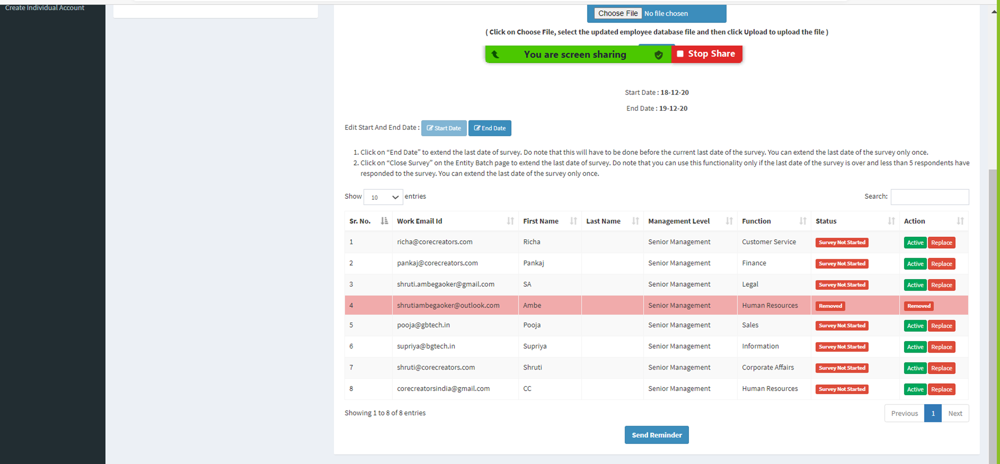 Create Individual Account
Choose File No file chosen
( Click on Choose File, select the updated employee database file and then click Upload to upload the file )
You are screen sharing Stop Share
Start Date : 18-12-20
End Date : 19-12-20
Edit Start And End Date : Start Date End Date
1. Click on “End Date” to extend the last date of survey. Do note that this will have to be done before the current last date of the survey. You can extend the last date of the survey only once.
2. Click on “Close Survey” on the Entity Batch page to extend the last date of survey. Do note that you can use this functionality only if the last date of the survey is over and less than 5 respondents have
responded to the survey. You can extend the last date of the survey only once.
Show 10 entries Search:
Sr. No. Work Email Id First Name Last Name Management Level Function Status Action
1 richa@corecreators.com Richa Senior Management Customer Service Survey Not Started Active Replace
2 pankaj@corecreators.com Pankaj Senior Management Finance Survey Not Started Active Replace
3 shruti.ambegaoker@gmail.com SA Senior Management Legal Survey Not Started Active Replace
4 shrutiambegaoker@outlook.com Ambe Senior Management Human Resources Removed Removed
5 pooja@gbtech.in Pooja Senior Management Sales Survey Not Started Active Replace
6 supriya@bgtech.in Supriya Senior Management Information Survey Not Started Active Replace
7 shruti@corecreators.com Shruti Senior Management Corporate Affairs Survey Not Started Active Replace
8 corecreatorsindia@gmail.com CC Senior Management Human Resources Survey Not Started Active Replace
Showing 1 to 8 of 8 entries Previous 1 Next
Send Reminder